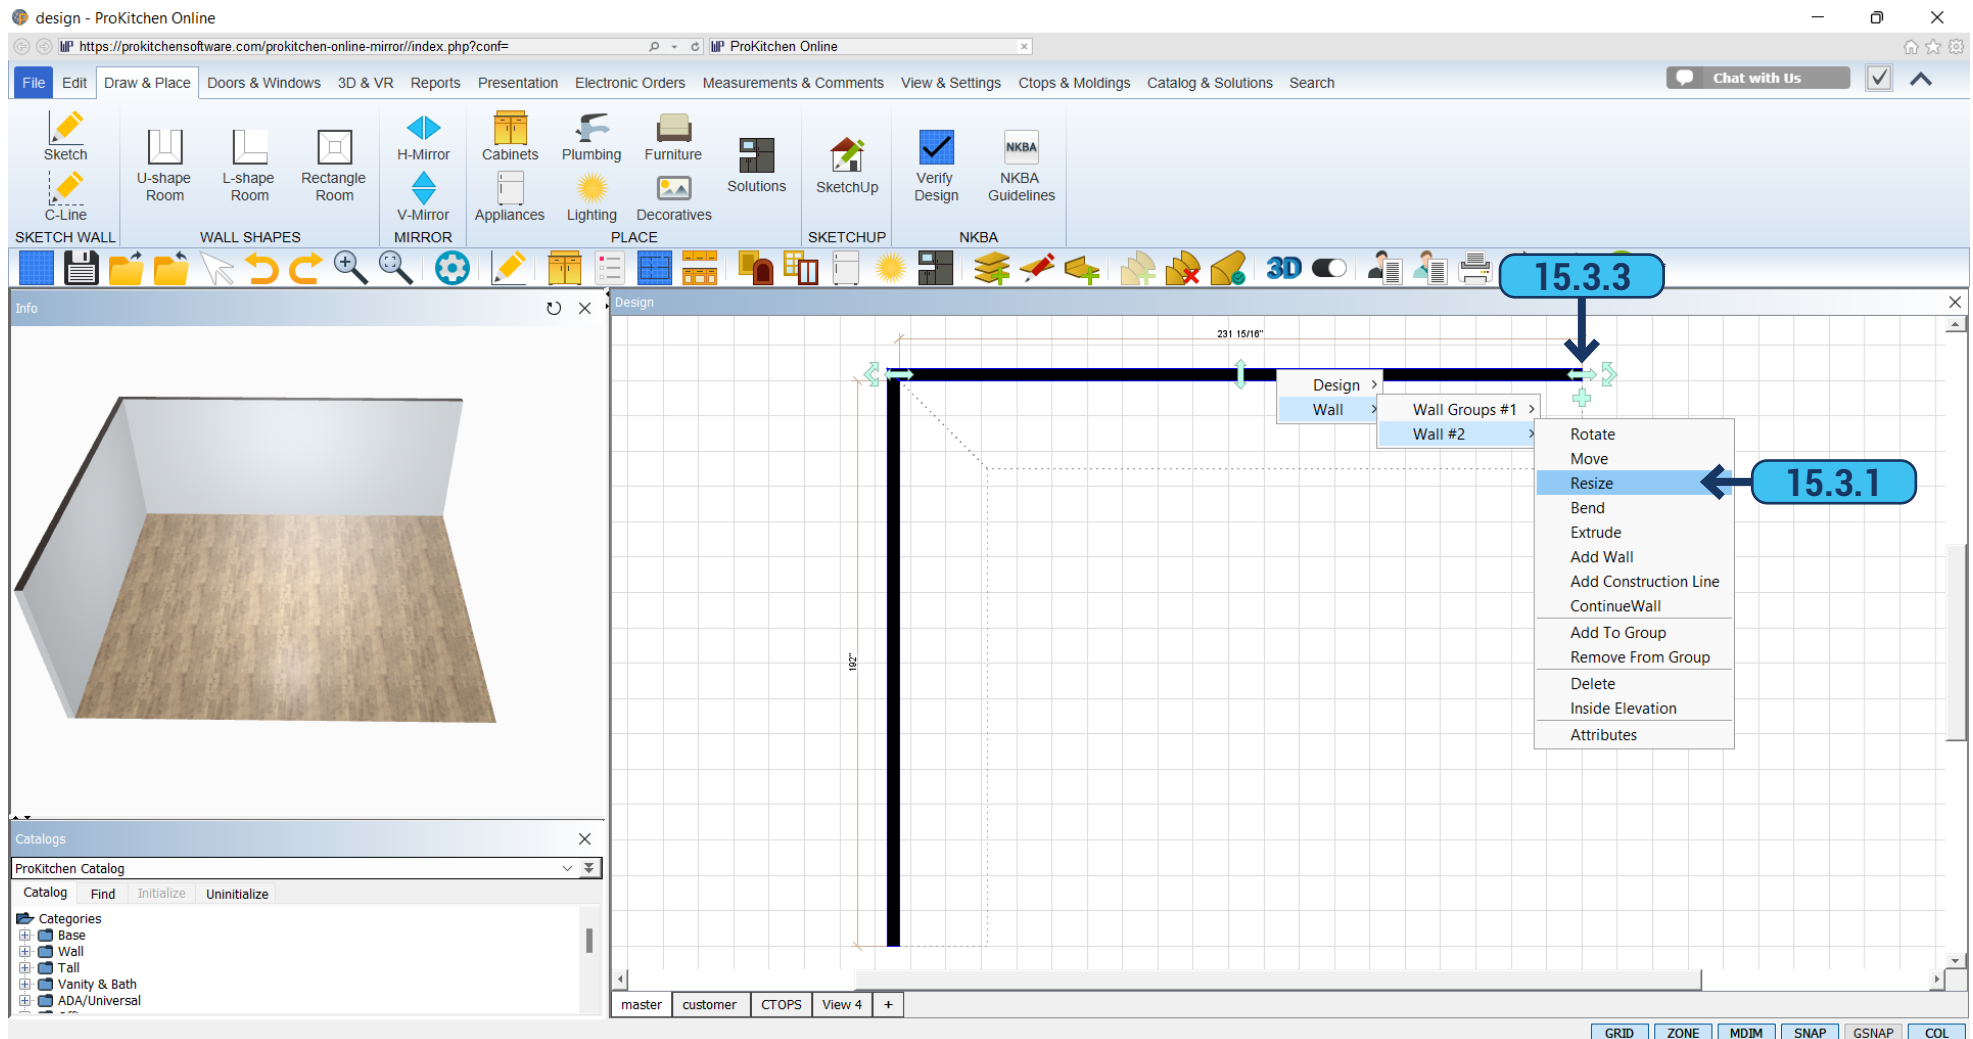 design - ProKitchen Online
https://prokitchensoftware.com/prokitchen-online-mirror//index.php?conf=
ProKitchen Online
File Edit Draw & Place Doors & Windows 3D & VR Reports Presentation Electronic Orders Measurements & Comments View & Settings Ctops & Moldings Catalog & Solutions Search
Chat with Us
Sketch
C-Line
SKETCH WALL
U-shape Room
L-shape Room
Rectangle Room
WALL SHAPES
H-Mirror
V-Mirror
MIRROR
Cabinets
Plumbing
Furniture
Appliances
Lighting
Decoratives
Solutions
PLACE
SketchUp
SKETCHUP
Verify Design
NKBA
NKBA Guidelines
NKBA
3D
15.3.3
Info
Design
231 15/16"
192"
Design
Wall
Wall Groups #1
Wall #2
Rotate
Move
Resize
15.3.1
Bend
Extrude
Add Wall
Add Construction Line
ContinueWall
Add To Group
Remove From Group
Delete
Inside Elevation
Attributes
Catalogs
ProKitchen Catalog
Catalog Find Initialize Uninitialize
Categories
Base
Wall
Tall
Vanity & Bath
ADA/Universal
master customer CTOPS View 4 +
GRID ZONE MDIM SNAP GSNAP COL